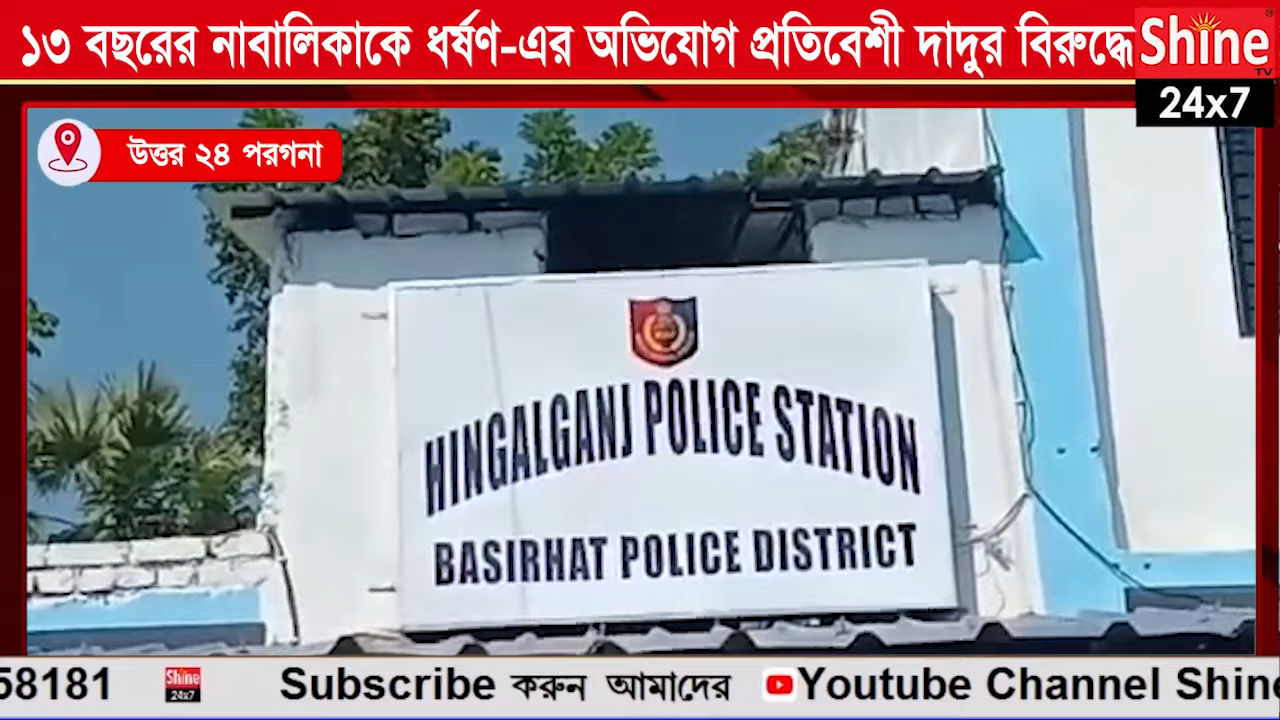 ১৩ বছরের নাবালিকাকে ধর্ষণ-এর অভিযোগ প্রতিবেশী দাদুর বিরুদ্ধে
Shine
TV
24x7
উত্তর ২৪ পরগনা
HINGALGANJ POLICE STATION
BASIRHAT POLICE DISTRICT
58181 Shine 24x7 Subscribe করুন আমাদের Youtube Channel Shine